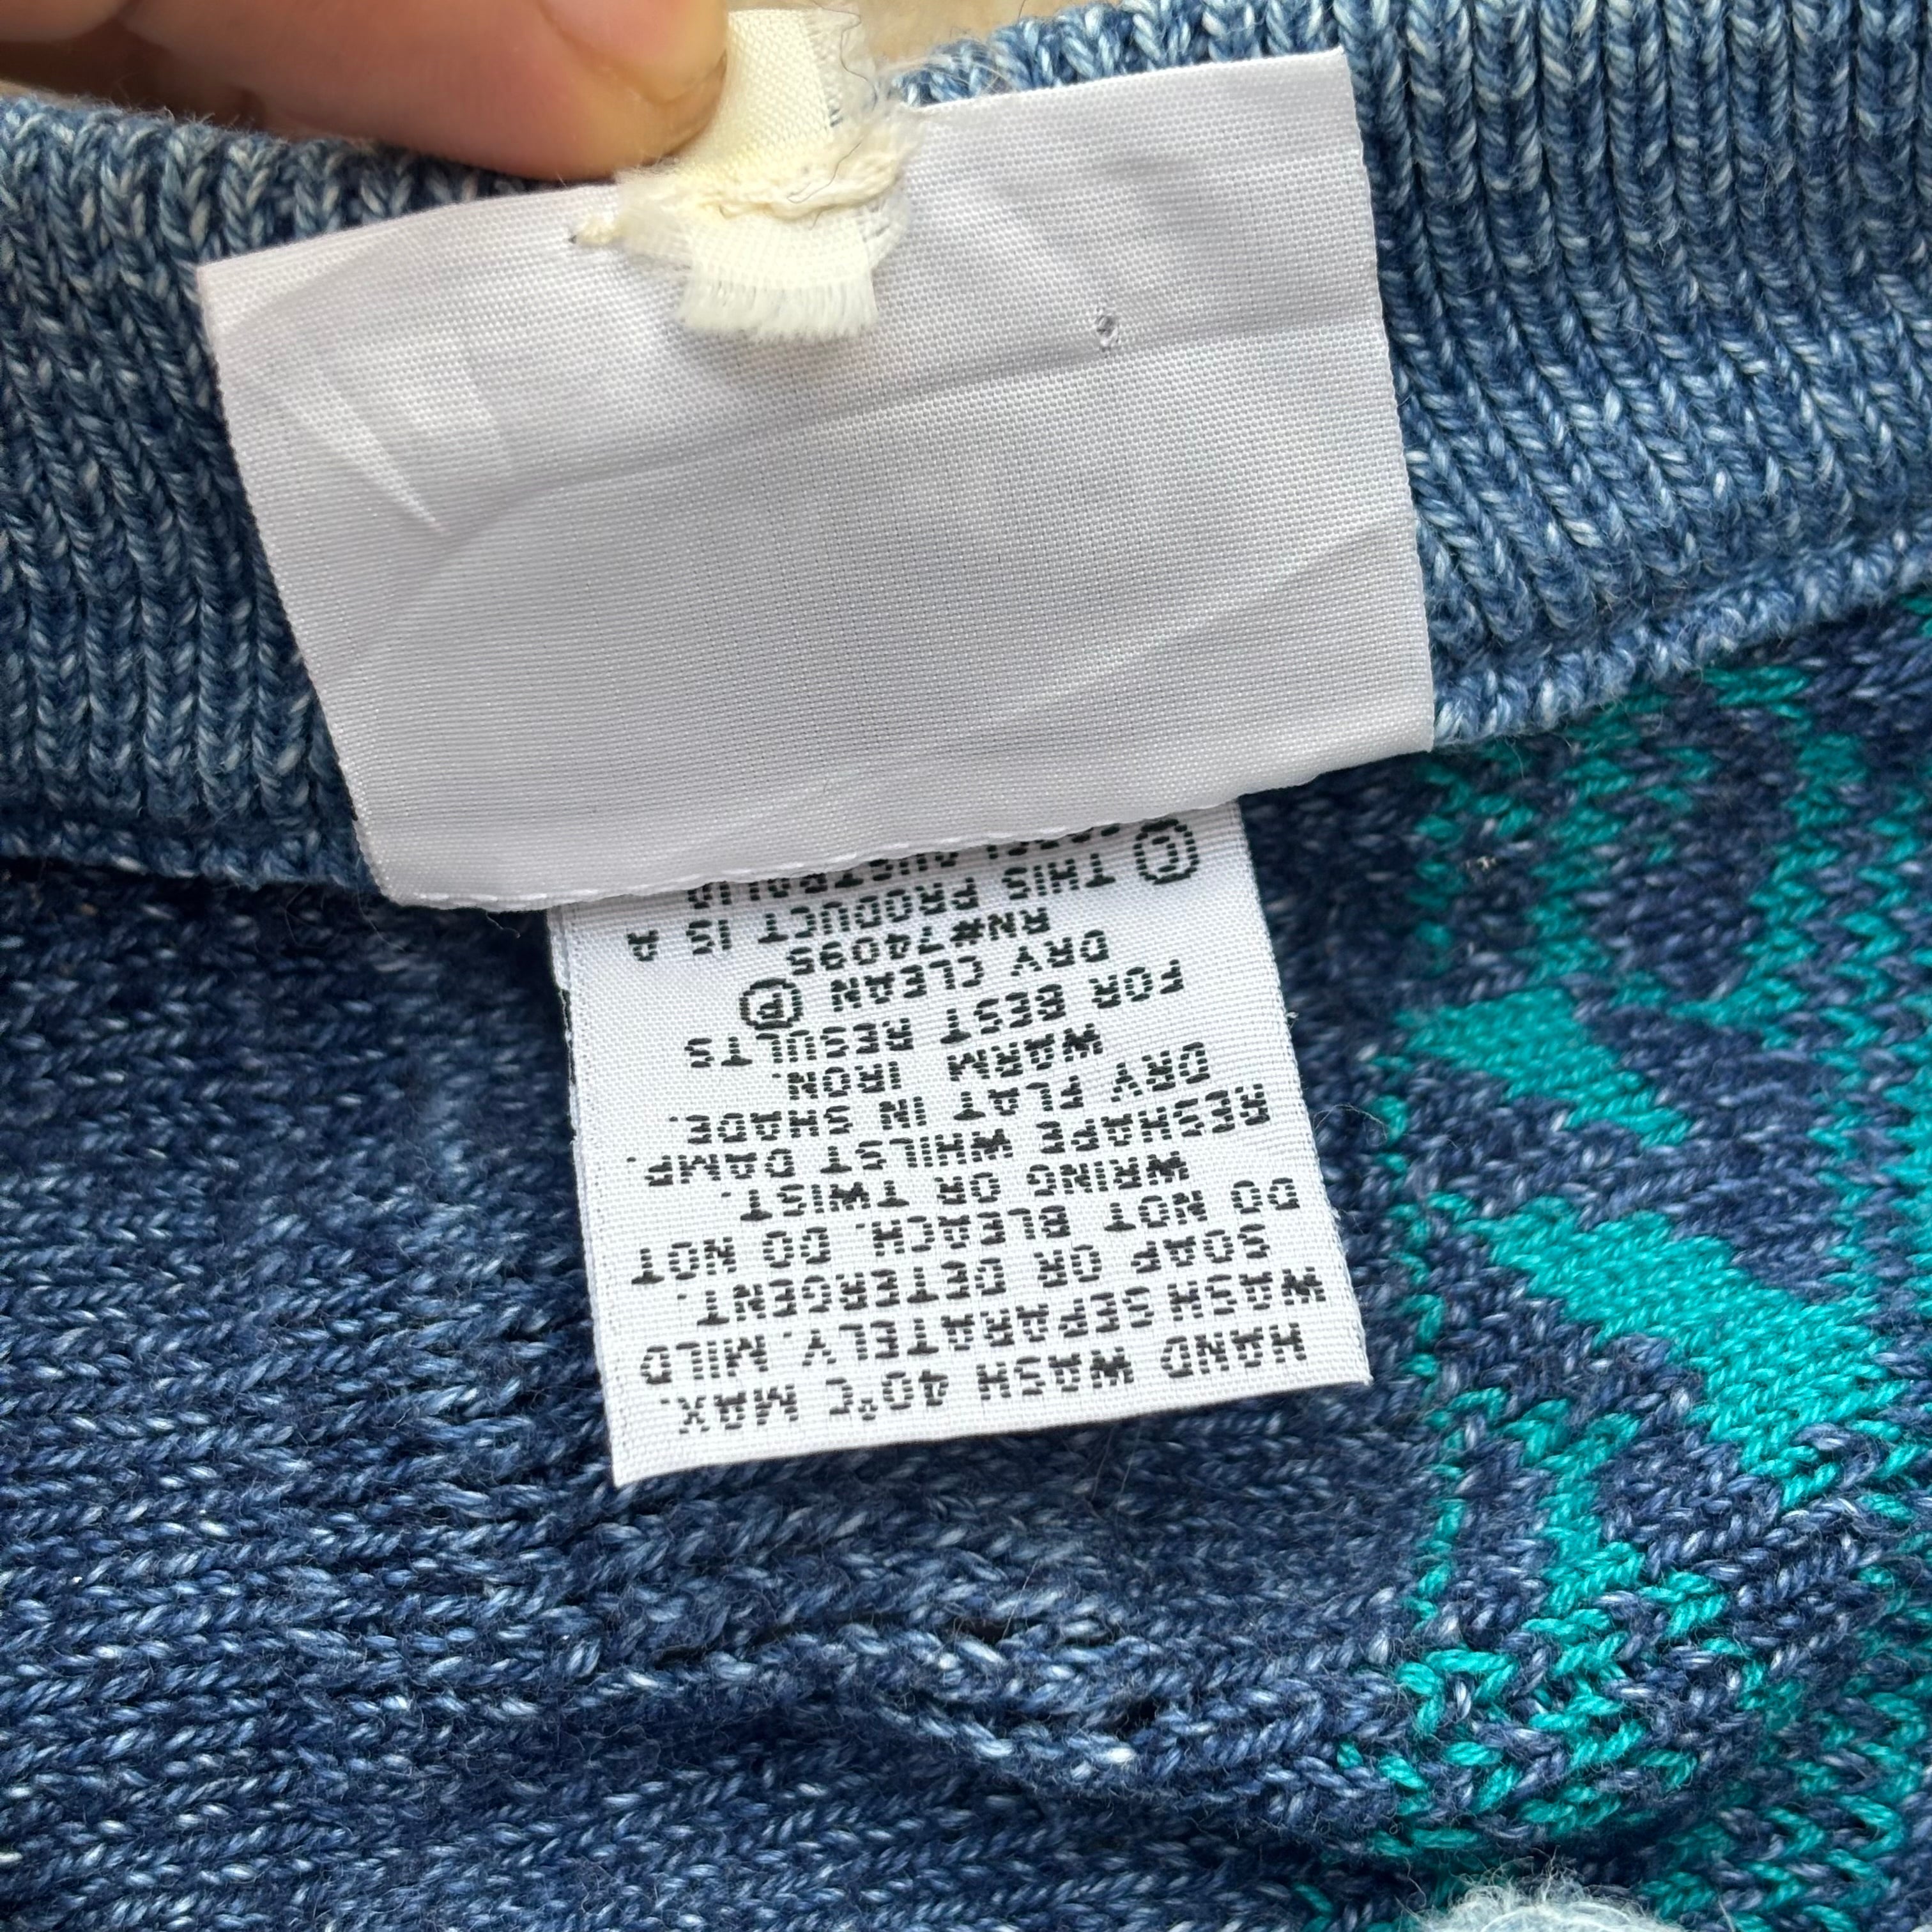 HAND WASH 40°C MAX.
WASH SEPARATELY. MILD
SOAP OR DETERGENT.
DO NOT BLEACH. DO NOT
WRING OR TWIST.
RESHAPE WHILST DAMP.
DRY FLAT IN SHADE.
WARM IRON.
FOR BEST RESULTS
DRY CLEAN Ⓟ
RN#74095
© THIS PRODUCT IS A
AUSTRALIA